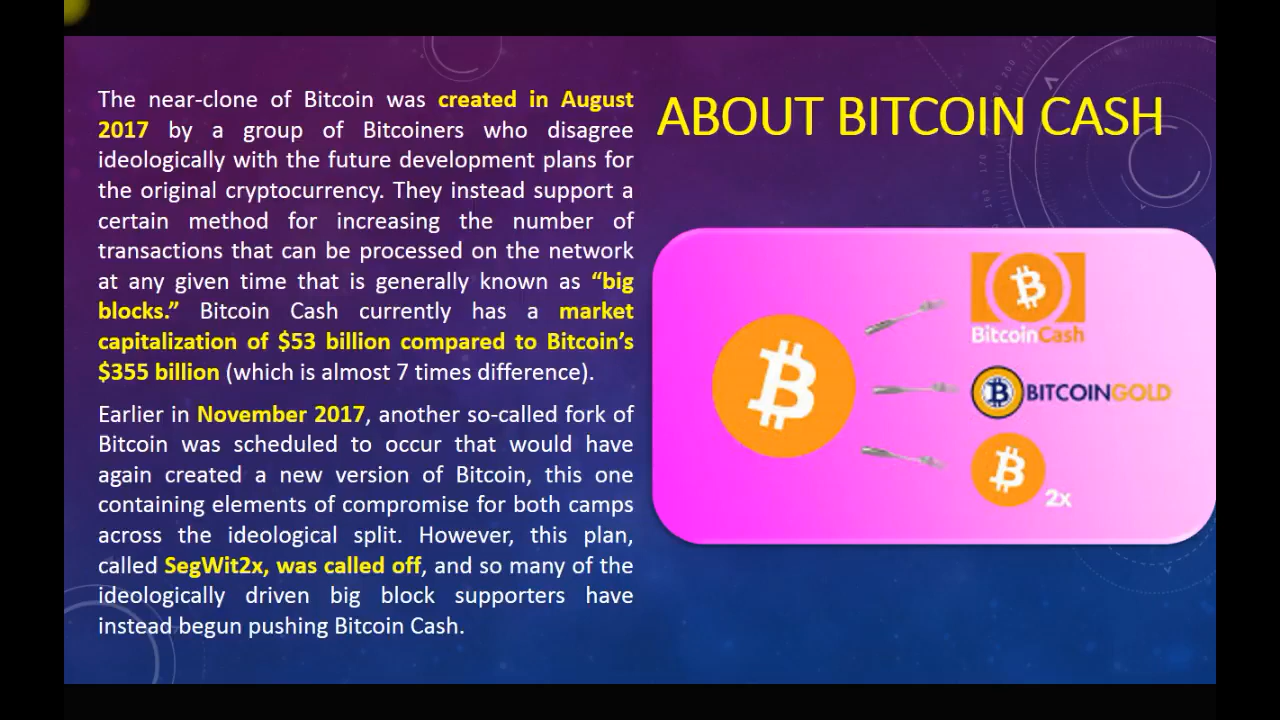 The near-clone of Bitcoin was created in August
2017 by a group of Bitcoiners who disagree
ideologically with the future development plans for
the original cryptocurrency. They instead support a
certain method for increasing the number of
transactions that can be processed on the network
at any given time that is generally known as “big
blocks.” Bitcoin Cash currently has a market
capitalization of $53 billion compared to Bitcoin’s
$355 billion (which is almost 7 times difference).
Earlier in November 2017, another so-called fork of
Bitcoin was scheduled to occur that would have
again created a new version of Bitcoin, this one
containing elements of compromise for both camps
across the ideological split. However, this plan,
called SegWit2x, was called off, and so many of the
ideologically driven big block supporters have
instead begun pushing Bitcoin Cash.
ABOUT BITCOIN CASH
BitcoinCash
BITCOINGOLD
2x